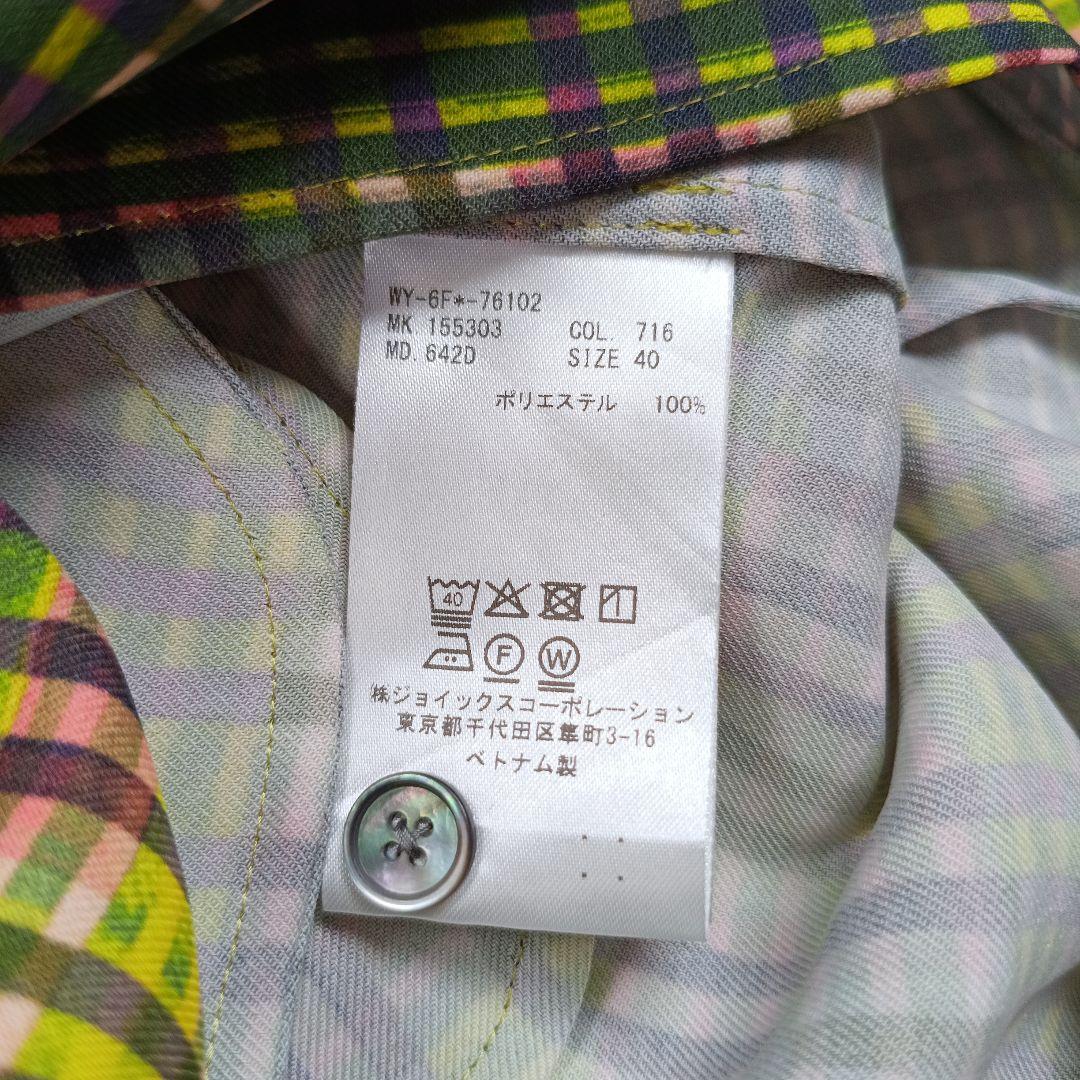 WY-6F*-76102
MK 155303 COL. 716
MD. 642D SIZE 40
ポリエステル 100%
40
F W
㈱ジョイックスコーポレーション
東京都千代田区隼町3-16
ベトナム製